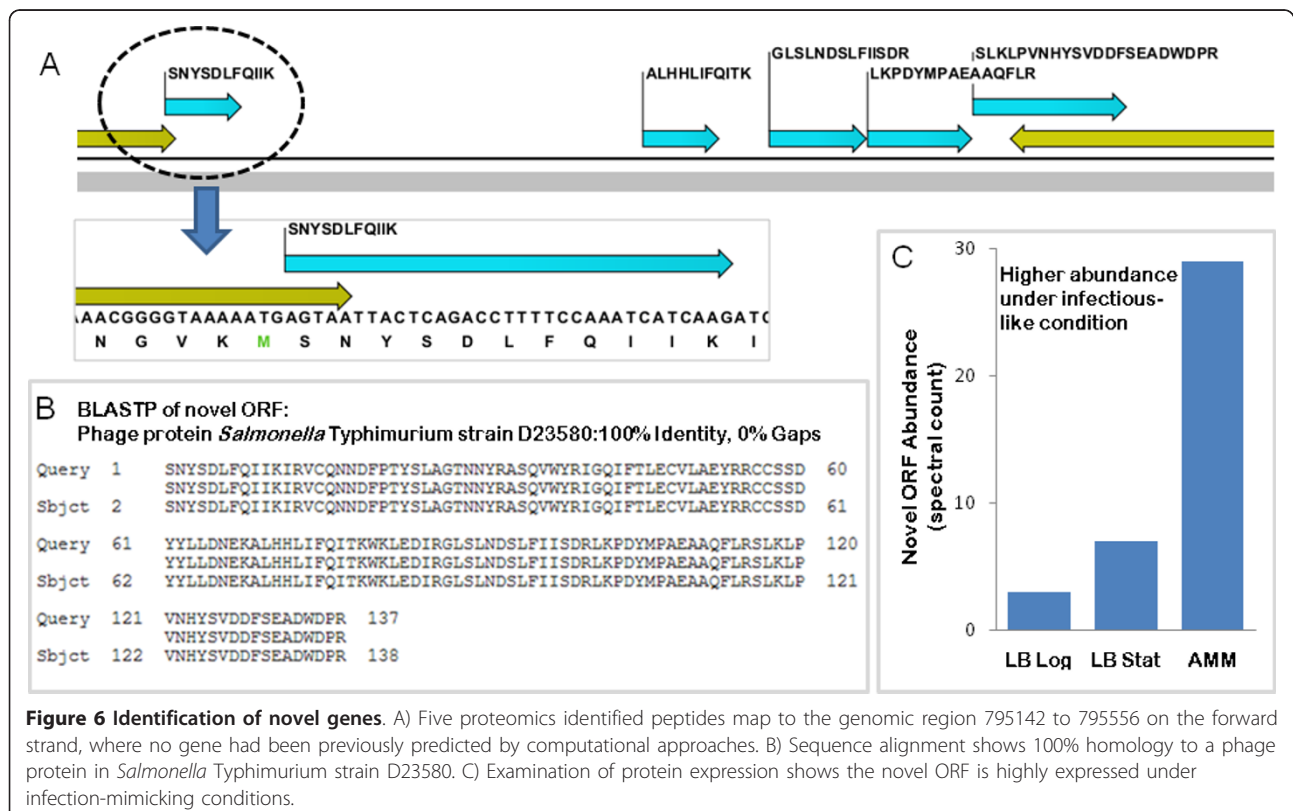 A
SNYSDLFQIIK
ALHHLIFQITK
GLSLNDSLFIISDR
LKPDYMPAEAAQFLR
SLKLPVNHYSVDDFSEADWDPR
SNYSDLFQIIK
AACGGGGTAAAAATGAGTAATTACTCAGACCTTTTCCAAATCATCAAGAT
N G V K M S N Y S D L F Q I I K I
B BLASTP of novel ORF:
Phage protein Salmonella Typhimurium strain D23580:100% Identity, 0% Gaps
Query 1 SNYSDLFQIIKIRVCQNNDFPTYSLAGTNNYRASQVWYRIGQIFTLECVLAEYRRCCSSD 60
SNYSDLFQIIKIRVCQNNDFPTYSLAGTNNYRASQVWYRIGQIFTLECVLAEYRRCCSSD
Sbjct 2 SNYSDLFQIIKIRVCQNNDFPTYSLAGTNNYRASQVWYRIGQIFTLECVLAEYRRCCSSD 61
Query 61 YYLLDNEKALHHLIFQITKWKLEDIRGLSLNDSLFIISDRLKPDYMPAEAAQFLRSLKLP 120
YYLLDNEKALHHLIFQITKWKLEDIRGLSLNDSLFIISDRLKPDYMPAEAAQFLRSLKLP
Sbjct 62 YYLLDNEKALHHLIFQITKWKLEDIRGLSLNDSLFIISDRLKPDYMPAEAAQFLRSLKLP 121
Query 121 VNHYSVDDFSEADWDPR 137
VNHYSVDDFSEADWDPR
Sbjct 122 VNHYSVDDFSEADWDPR 138
C
Higher abundance
under infectious-
like condition
Novel ORF Abundance
(spectral count)
30
20
10
0
LB Log LB Stat AMM
Figure 6 Identification of novel genes. A) Five proteomics identified peptides map to the genomic region 795142 to 795556 on the forward
strand, where no gene had been previously predicted by computational approaches. B) Sequence alignment shows 100% homology to a phage
protein in Salmonella Typhimurium strain D23580. C) Examination of protein expression shows the novel ORF is highly expressed under
infection-mimicking conditions.